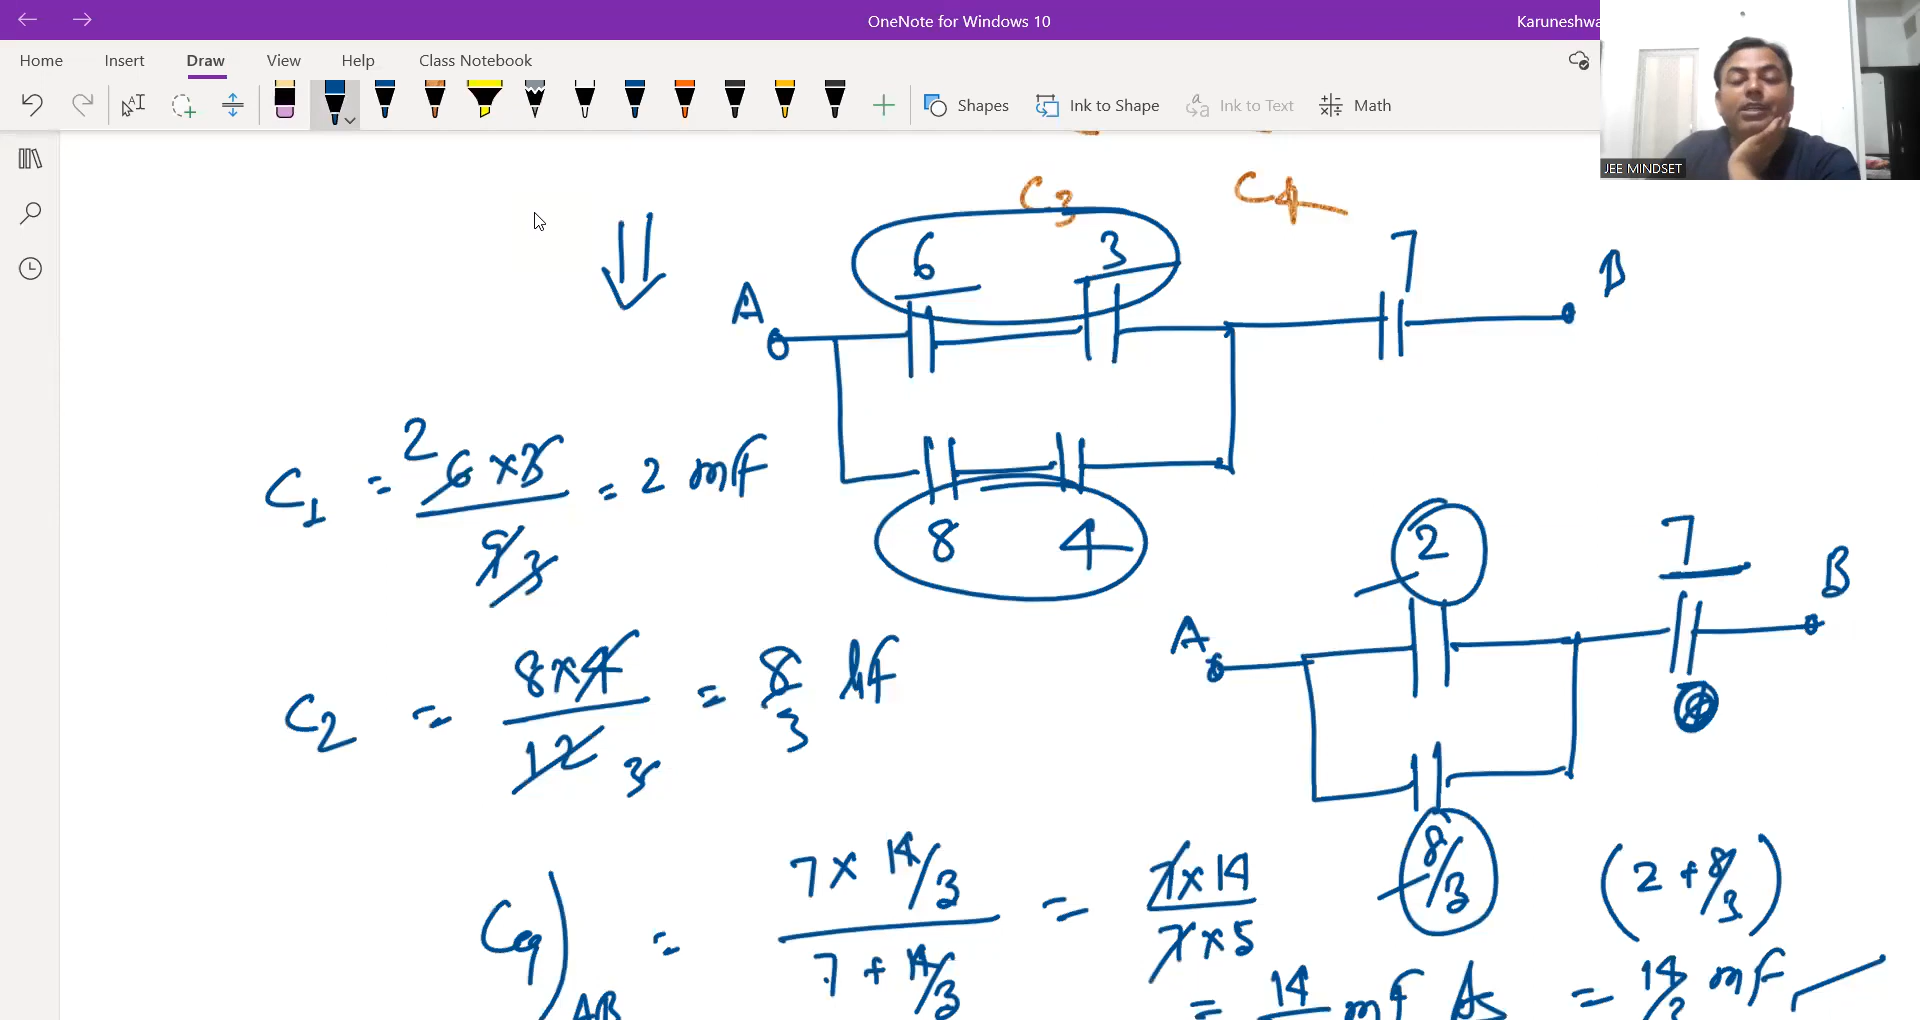 OneNote for Windows 10
Karuneshwa
Home Insert Draw View Help Class Notebook
Shapes Ink to Shape Ink to Text Math
JEE MINDSET
C3 C4
6 3 7
A B
C1 = 2 6 × 3 / 9 3 = 2 mF
8 4
2 7
A B
C2 = 8 × 4 / 12 3 = 8/3 μF
8/3
Ceq)AB = 7 × 14/3 / 7 + 14/3 = 7 × 14 / 7 × 5
(2 + 8/3)
= 14 mF As
= 14/3 mF